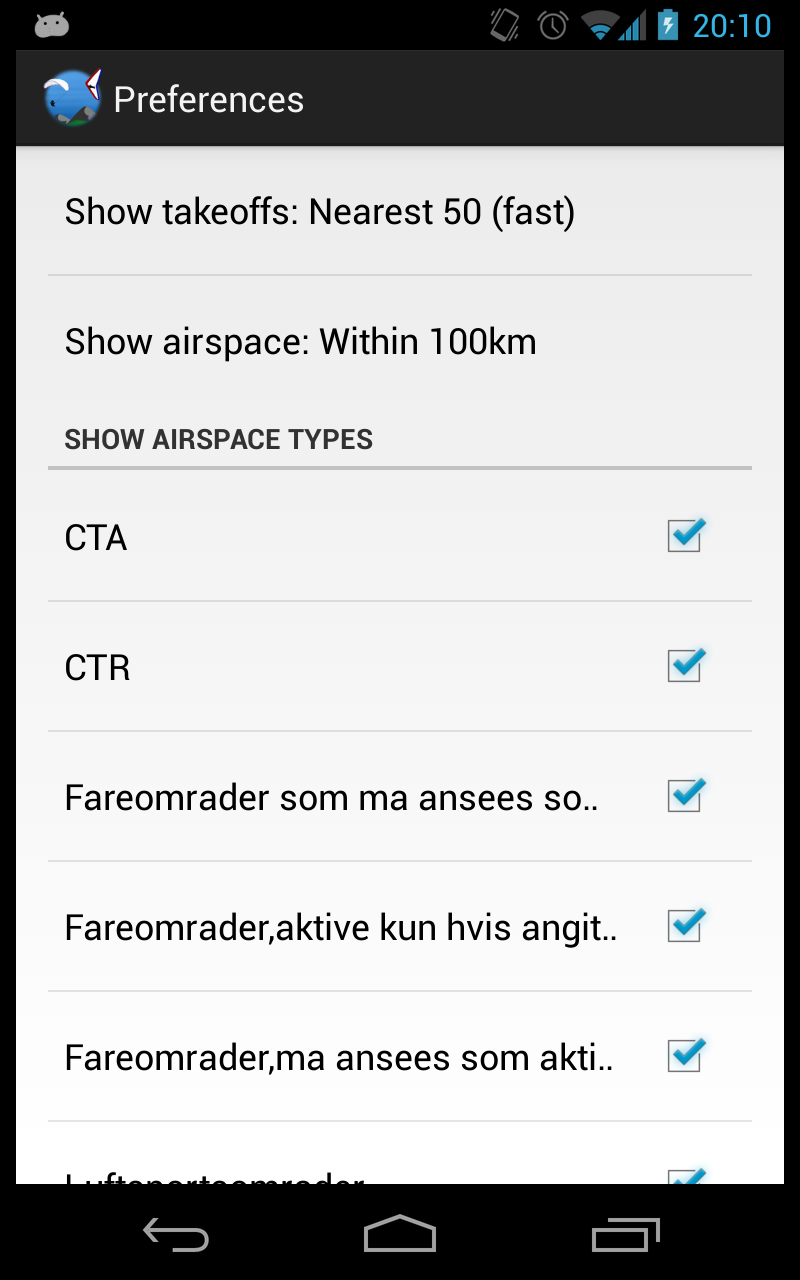 20:10
Preferences
Show takeoffs: Nearest 50 (fast)
Show airspace: Within 100km
SHOW AIRSPACE TYPES
CTA
CTR
Fareomrader som ma ansees so..
Fareomrader,aktive kun hvis angit..
Fareomrader,ma ansees som akti..
Luftsportsomrader